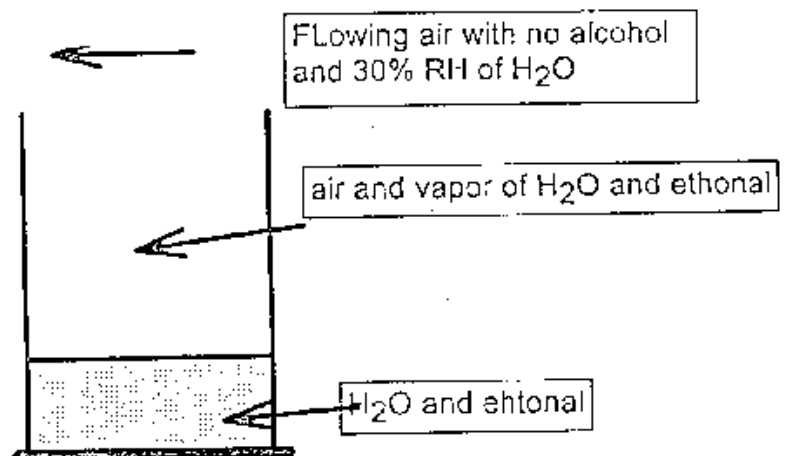 FLowing air with no alcohol
and 30% RH of H₂O
air and vapor of H₂O and ethonal
H₂O and ehtonal